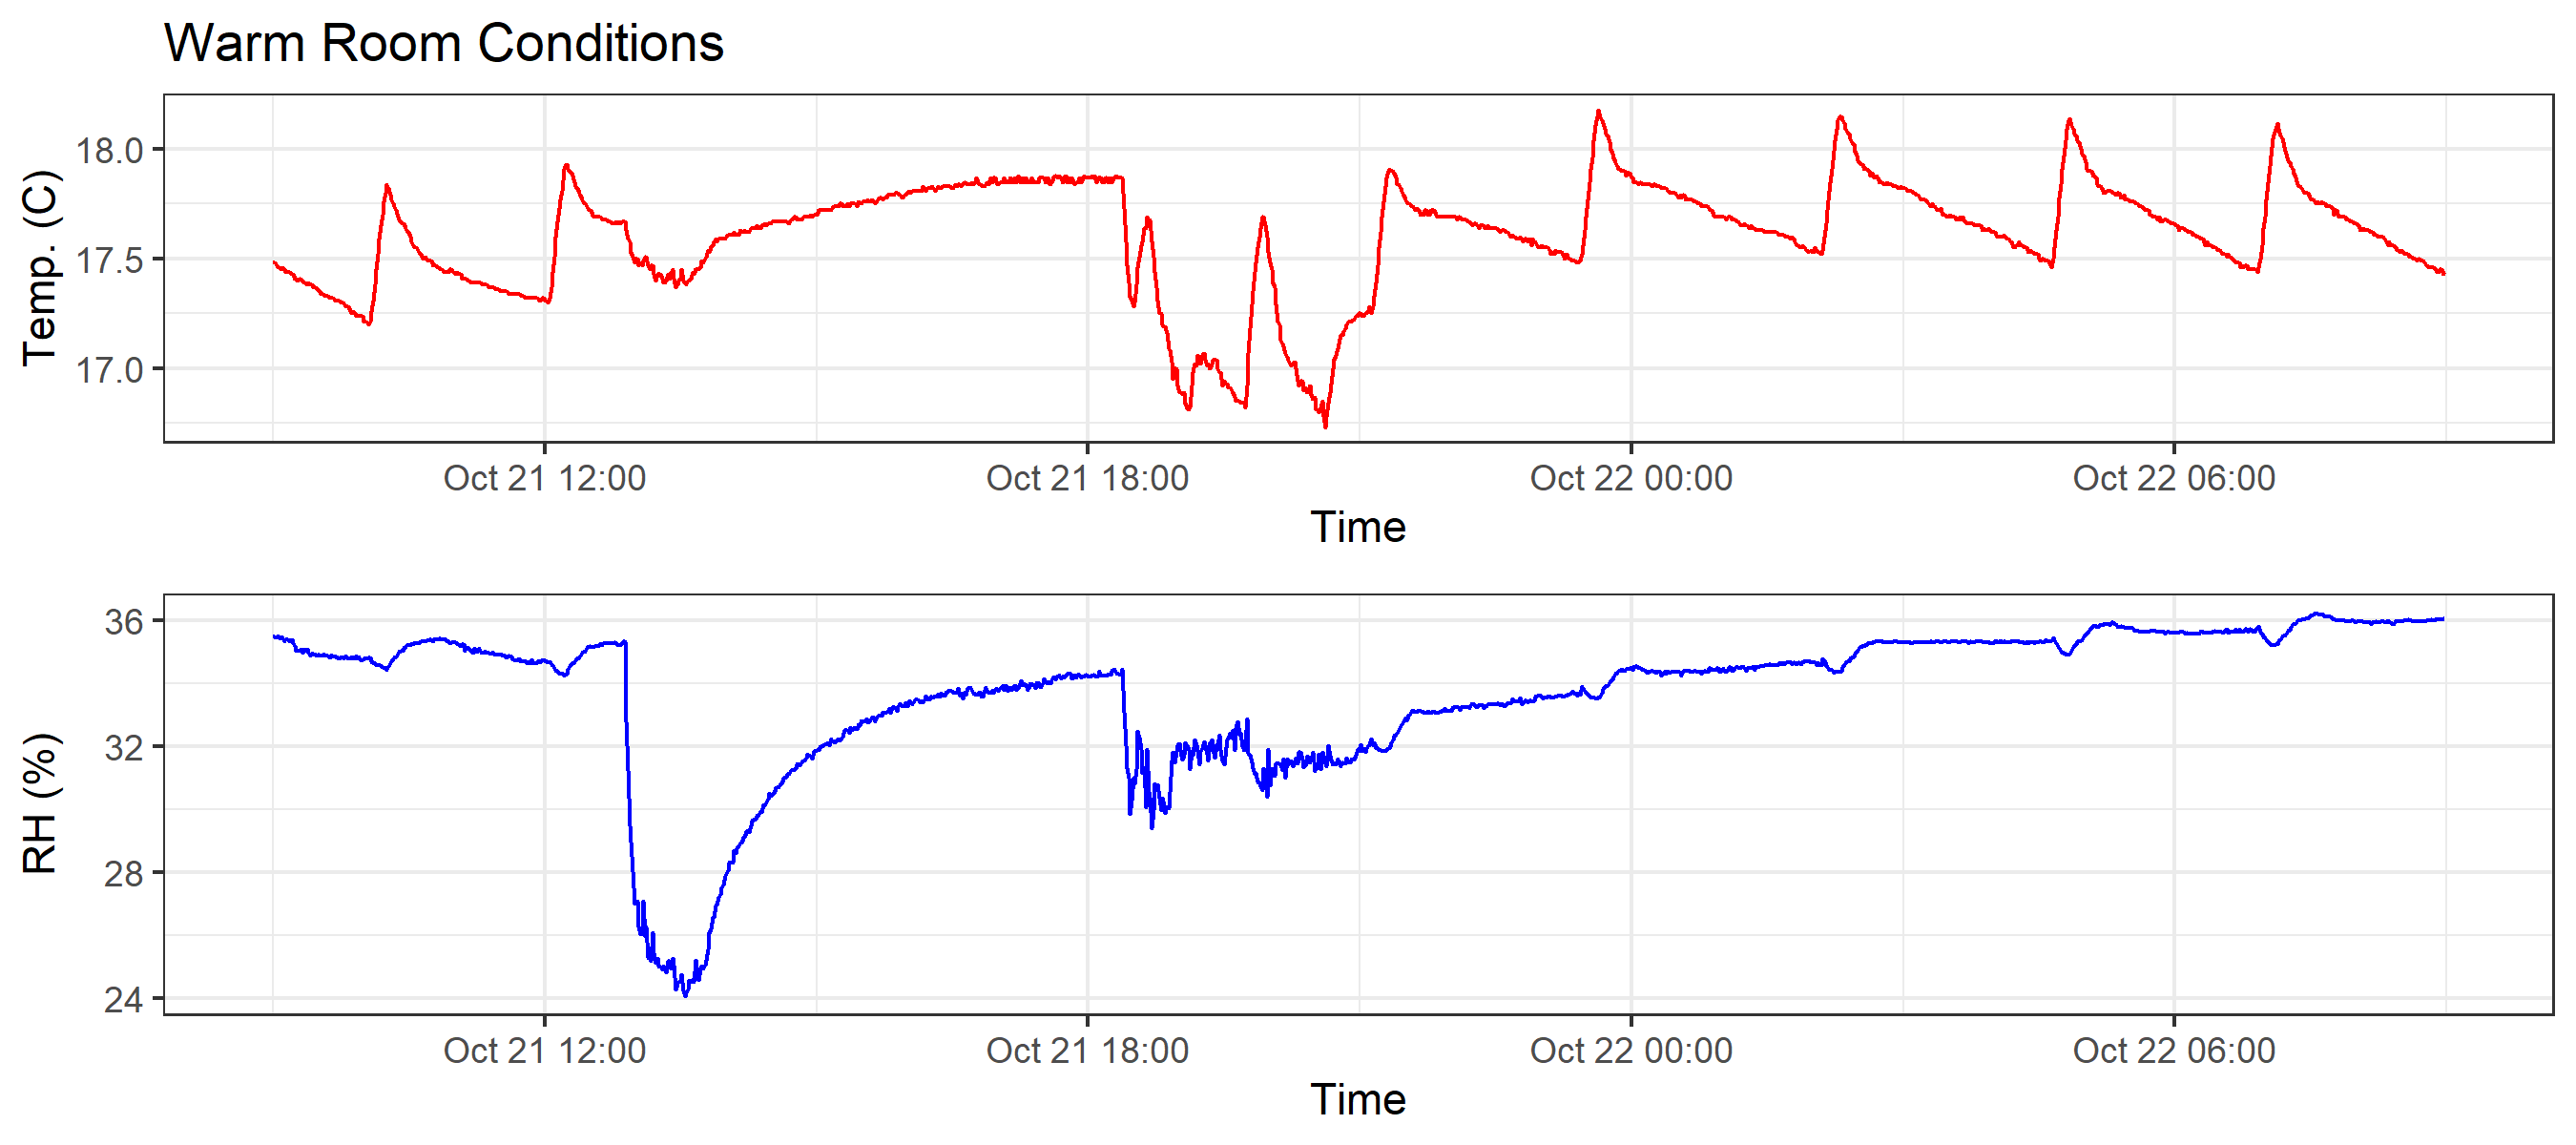 Warm Room Conditions
Temp. (C)
18.0
17.5
17.0
Oct 21 12:00 Oct 21 18:00 Oct 22 00:00 Oct 22 06:00
Time
RH (%)
36
32
28
24
Oct 21 12:00 Oct 21 18:00 Oct 22 00:00 Oct 22 06:00
Time